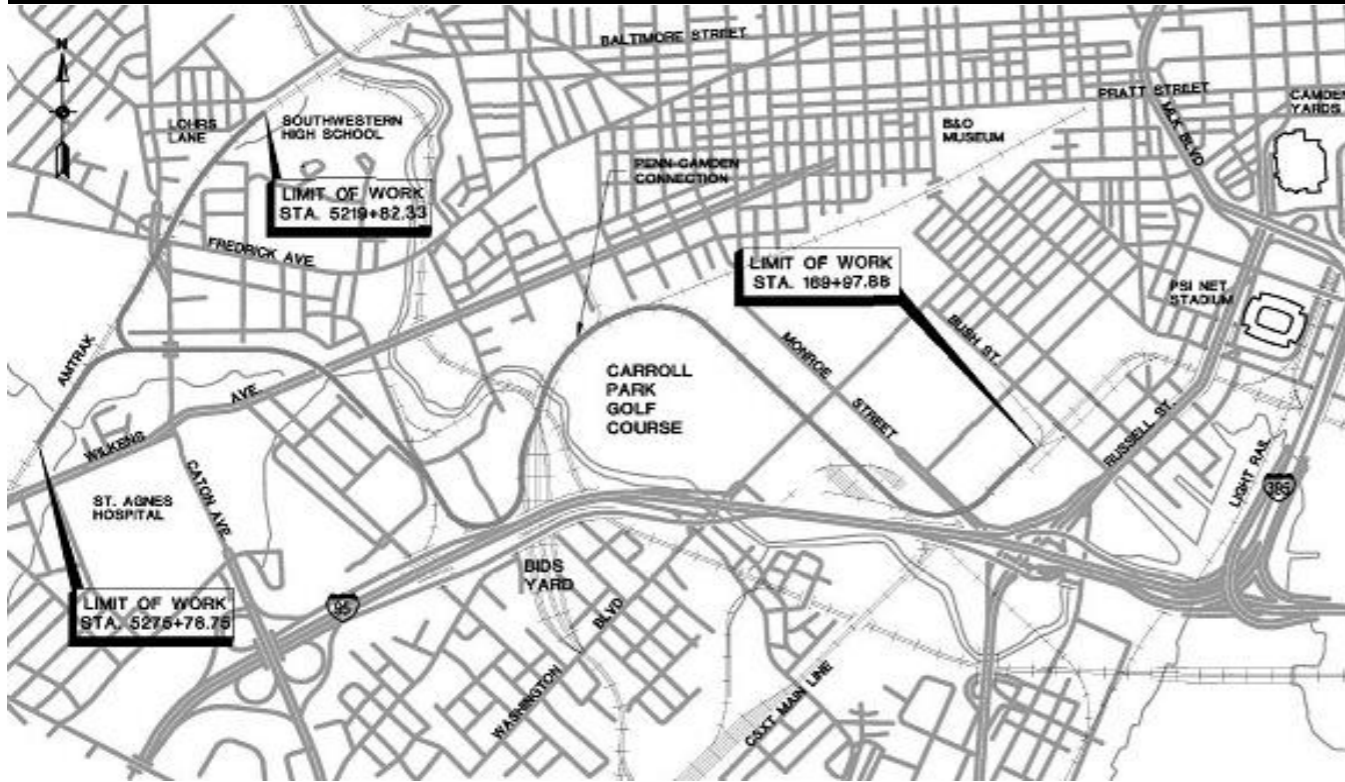 N
BALTIMORE STREET
PRATT STREET
CAMDEN
YARDS
MLK BLVD
LOHRS
LANE
SOUTHWESTERN
HIGH SCHOOL
B&O
MUSEUM
PENN-CAMDEN
CONNECTION
LIMIT OF WORK
STA. 5219+82.33
FREDRICK AVE
LIMIT OF WORK
STA. 169+97.88
PSI NET
STADIUM
BUSH ST.
MONROE
STREET
AMTRAK
CARROLL
PARK
GOLF
COURSE
WILKENS
AVE.
RUSSELL ST.
LIGHT RAIL
395
CATON AVE
ST. AGNES
HOSPITAL
BIDS
YARD
95
LIMIT OF WORK
STA. 5275+76.75
WASHINGTON
BLVD
CSXT MAIN LINE